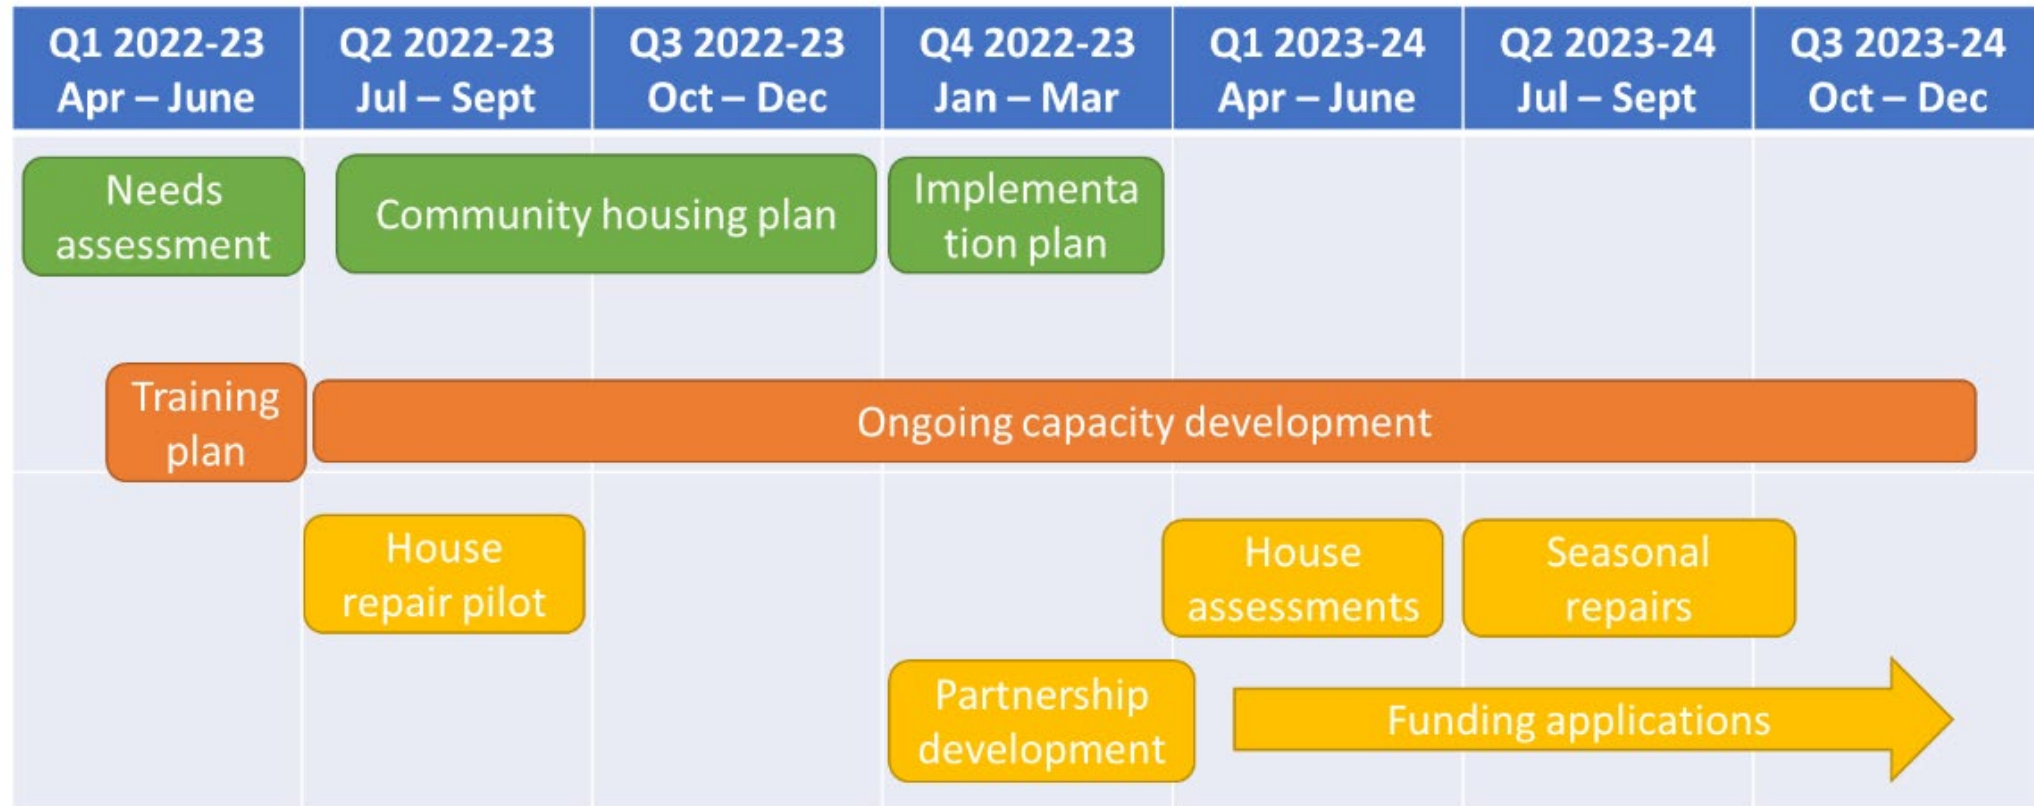 Q1 2022-23
Apr – June
Q2 2022-23
Jul – Sept
Q3 2022-23
Oct – Dec
Q4 2022-23
Jan – Mar
Q1 2023-24
Apr – June
Q2 2023-24
Jul – Sept
Q3 2023-24
Oct – Dec
Needs
assessment
Community housing plan
Implementa
tion plan
Training
plan
Ongoing capacity development
House
repair pilot
House
assessments
Seasonal
repairs
Partnership
development
Funding applications